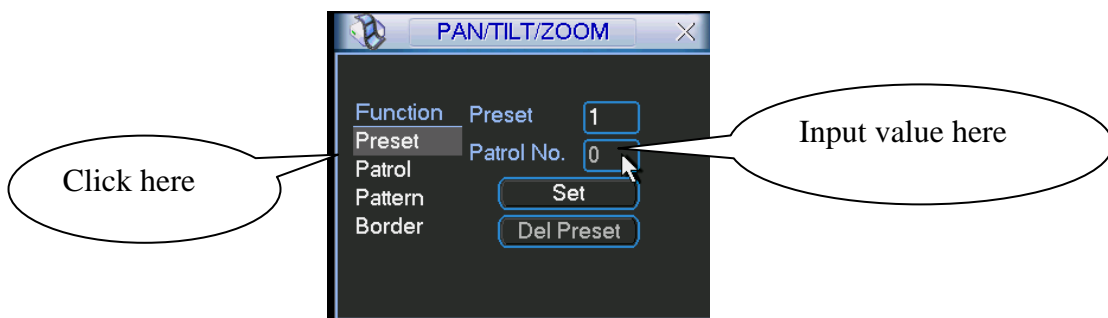 PAN/TILT/ZOOM
Function
Preset
Patrol
Pattern
Border
Preset 1
Patrol No. 0
Set
Del Preset
Click here
Input value here